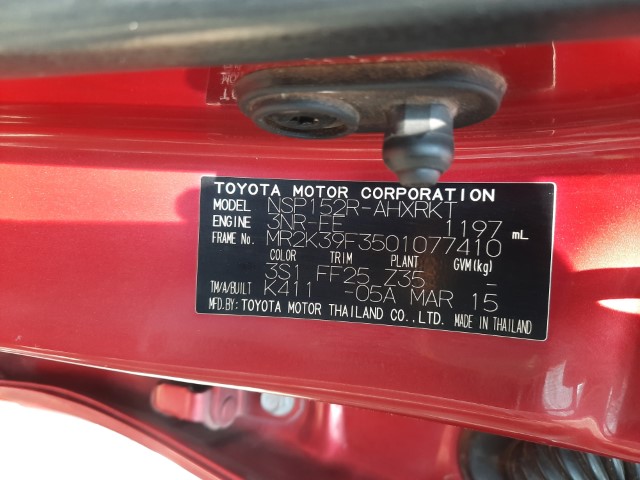 TOYOTA MOTOR CORPORATION
MODEL NSP152R-AHXRKT
ENGINE 3NR-FE 1197 mL
FRAME No. MR2K39F3501077410
COLOR TRIM PLANT GVM(kg)
3S1 FF25 Z35 -
TM/A/BUILT K411 -05A MAR 15
MFD.BY: TOYOTA MOTOR THAILAND CO.,LTD. MADE IN THAILAND